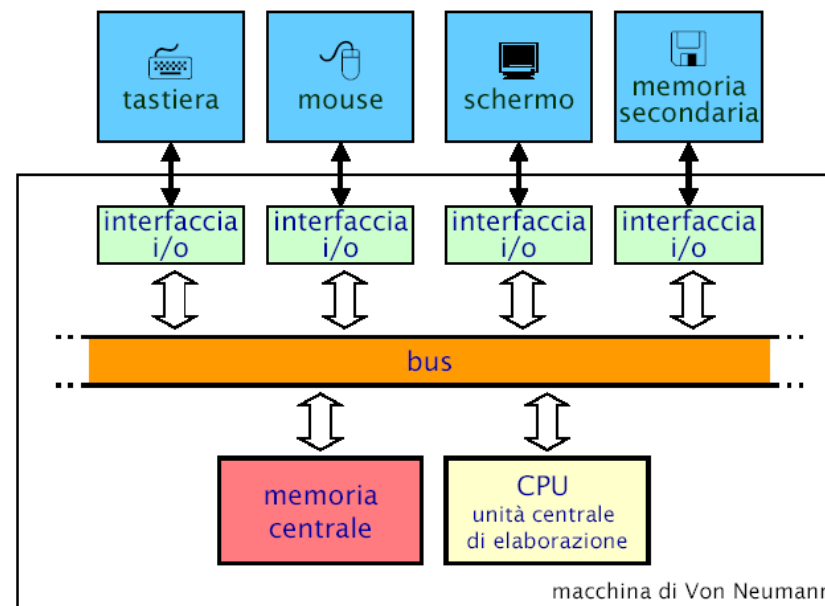 tastiera
mouse
schermo
memoria
secondaria
interfaccia
i/o
interfaccia
i/o
interfaccia
i/o
interfaccia
i/o
bus
memoria
centrale
CPU
unità centrale
di elaborazione
macchina di Von Neumann